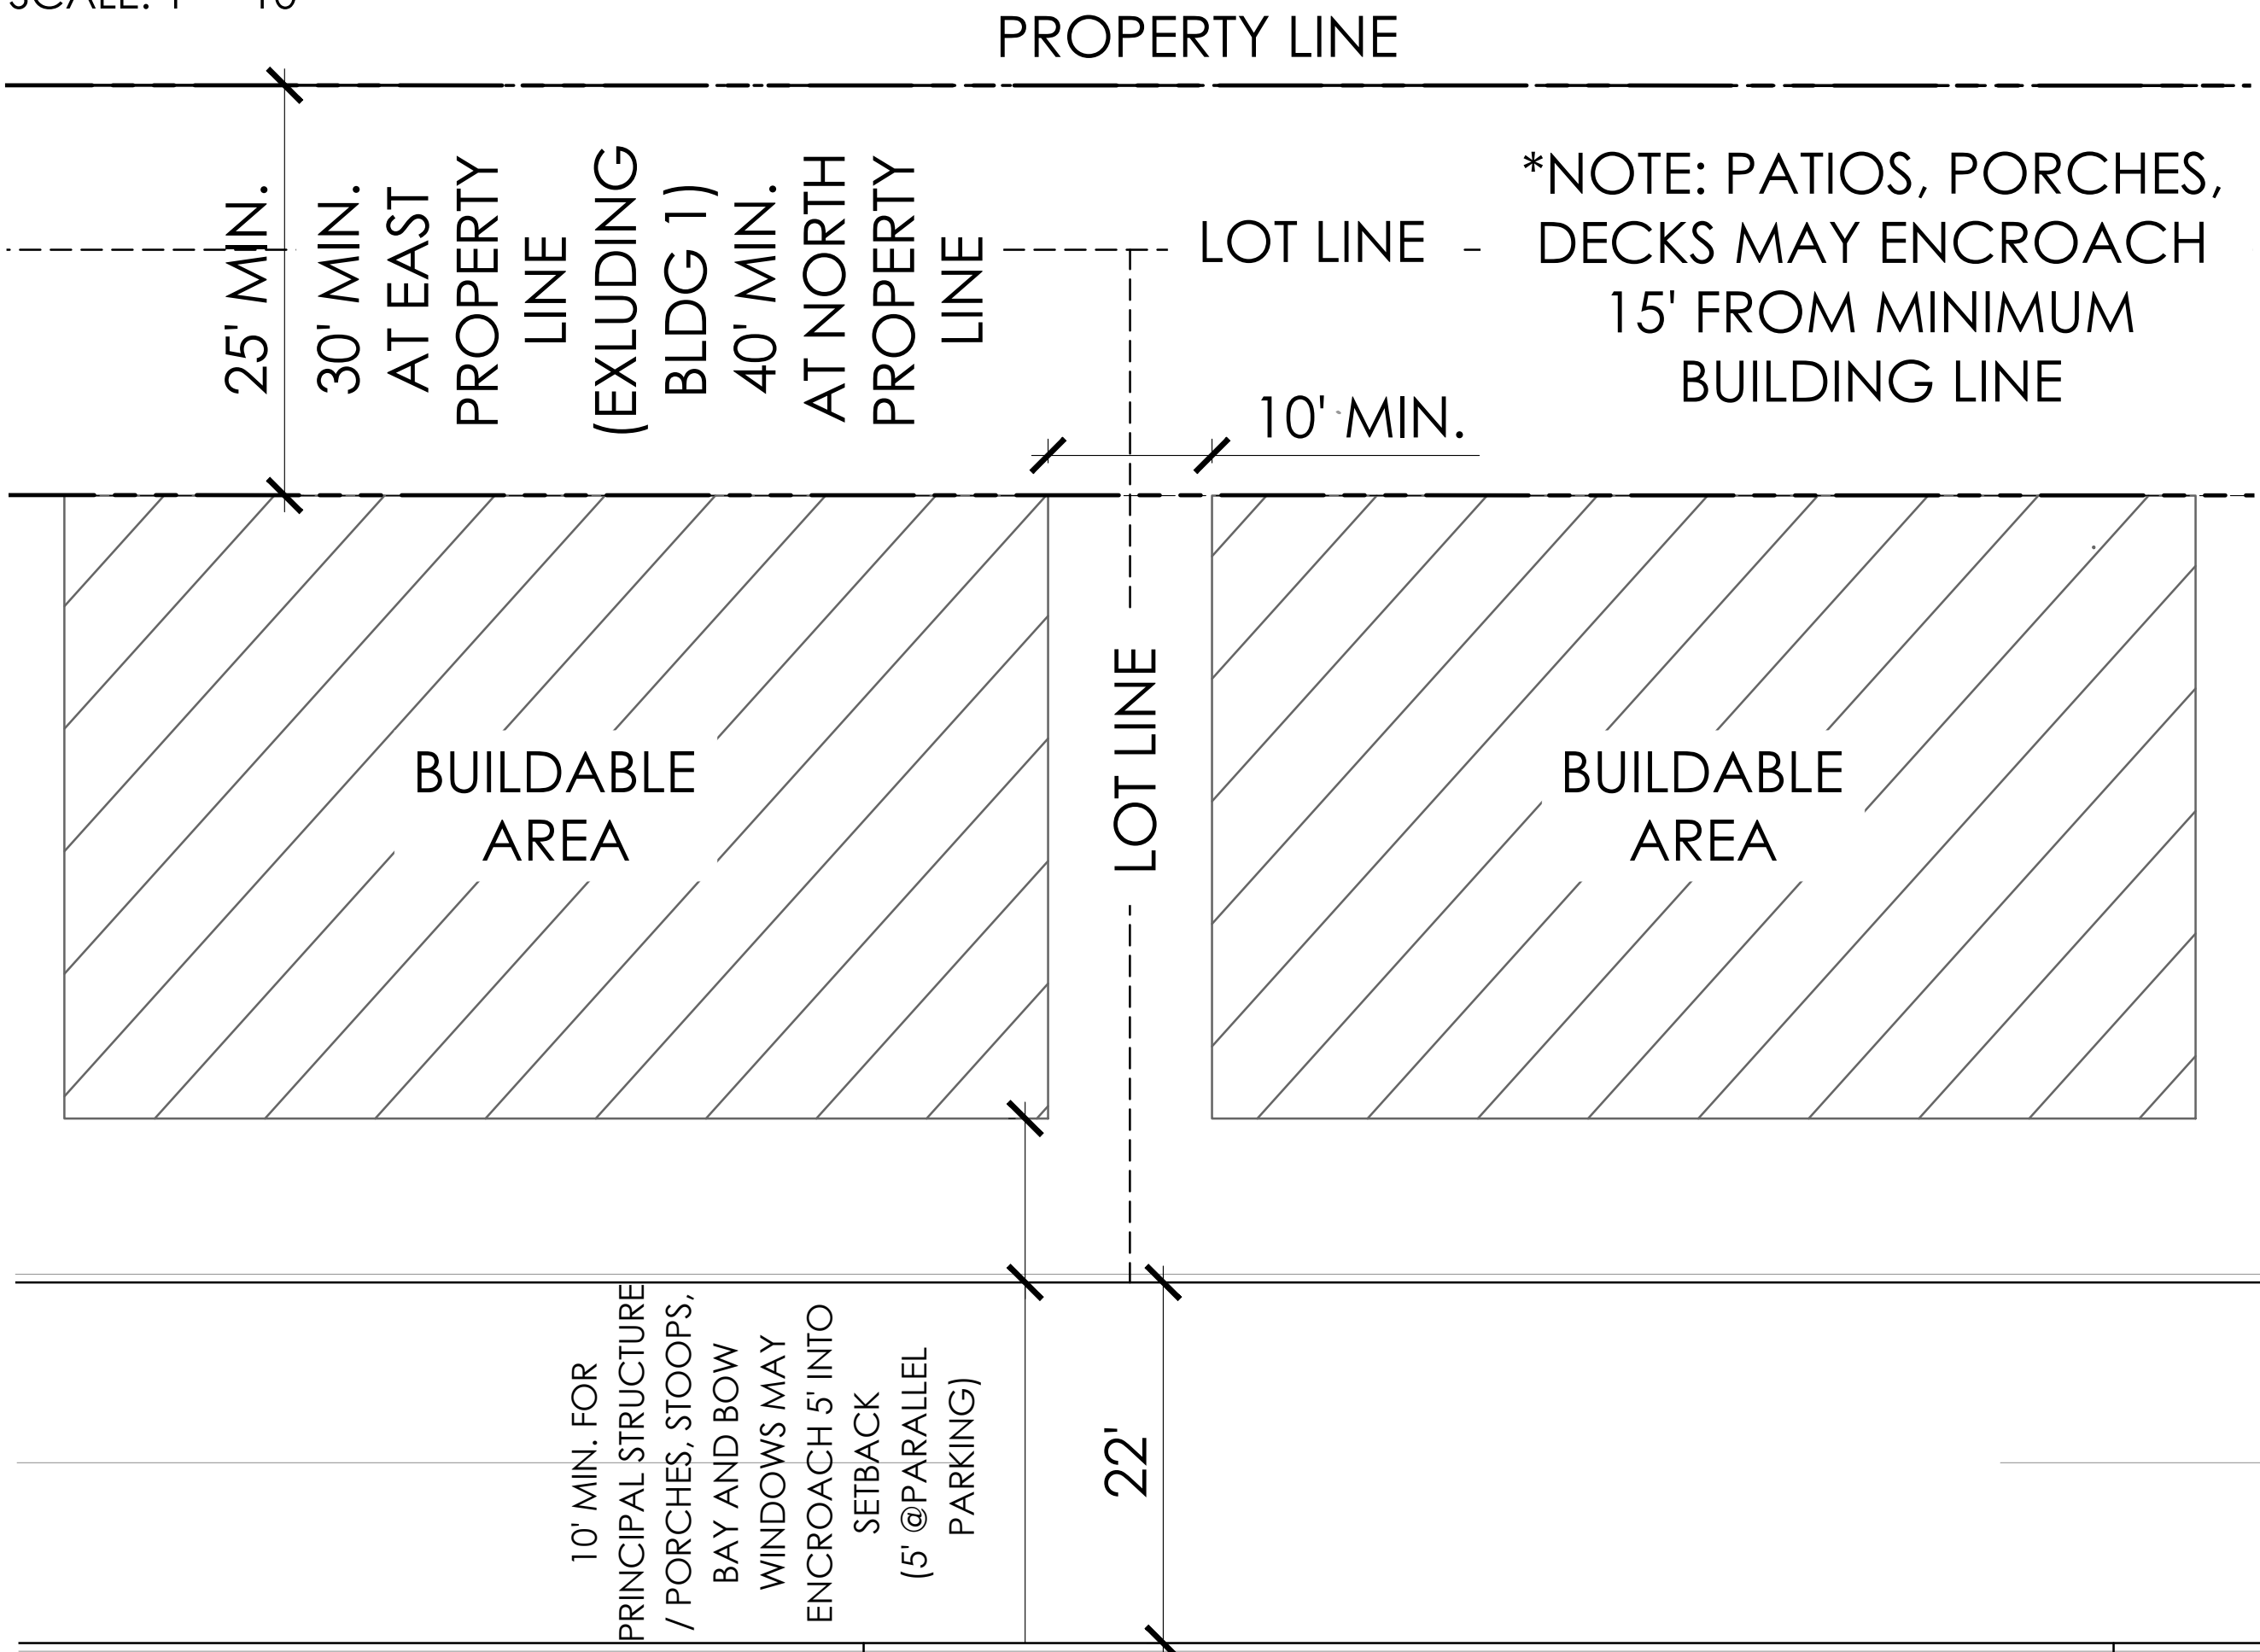 PROPERTY LINE
25' MIN.
30' MIN.
AT EAST
PROPERTY
LINE
(EXLUDING
BLDG 1)
40' MIN.
AT NORTH
PROPERTY
LINE
LOT LINE
*NOTE: PATIOS, PORCHES,
DECKS MAY ENCROACH
15' FROM MINIMUM
BUILDING LINE
10' MIN.
BUILDABLE
AREA
LOT LINE
BUILDABLE
AREA
10' MIN. FOR
PRINCIPAL STRUCTURE
/ PORCHES, STOOPS,
BAY AND BOW
WINDOWS MAY
ENCROACH 5' INTO
SETBACK
(5' @PARALLEL
PARKING)
22'